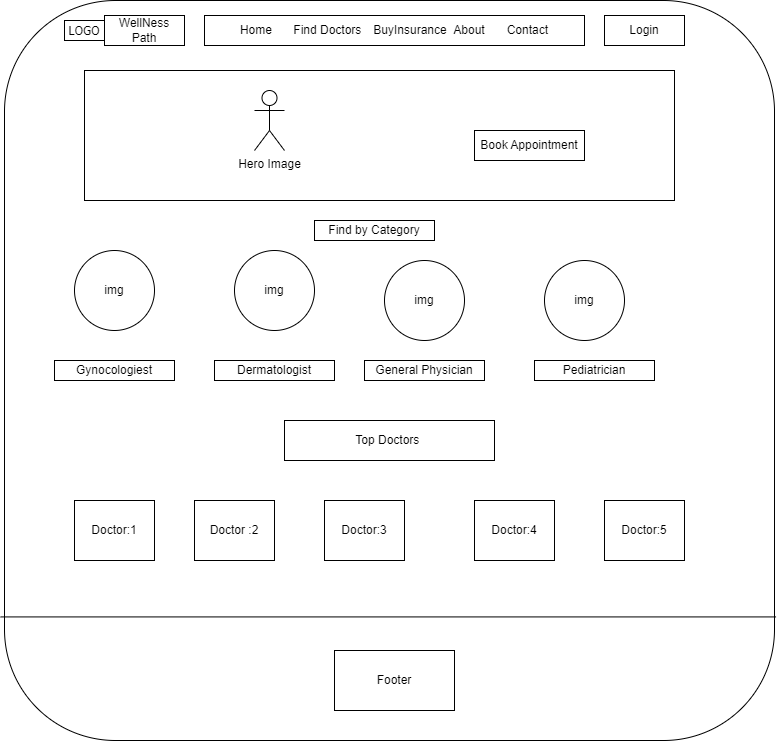 LOGO
WellNess
Path
Home Find Doctors BuyInsurance About Contact
Login
Hero Image
Book Appointment
Find by Category
img
img
img
img
Gynocologiest
Dermatologist
General Physician
Pediatrician
Top Doctors
Doctor:1
Doctor :2
Doctor:3
Doctor:4
Doctor:5
Footer